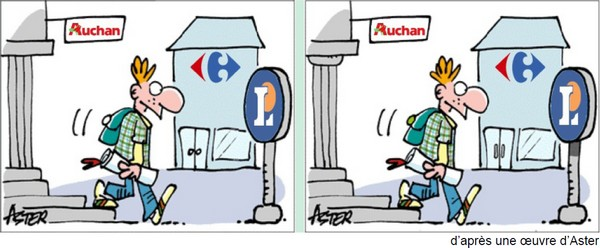 Auchan
Auchan
L
L
ASTER
ASTER
d'après une œuvre d'Aster